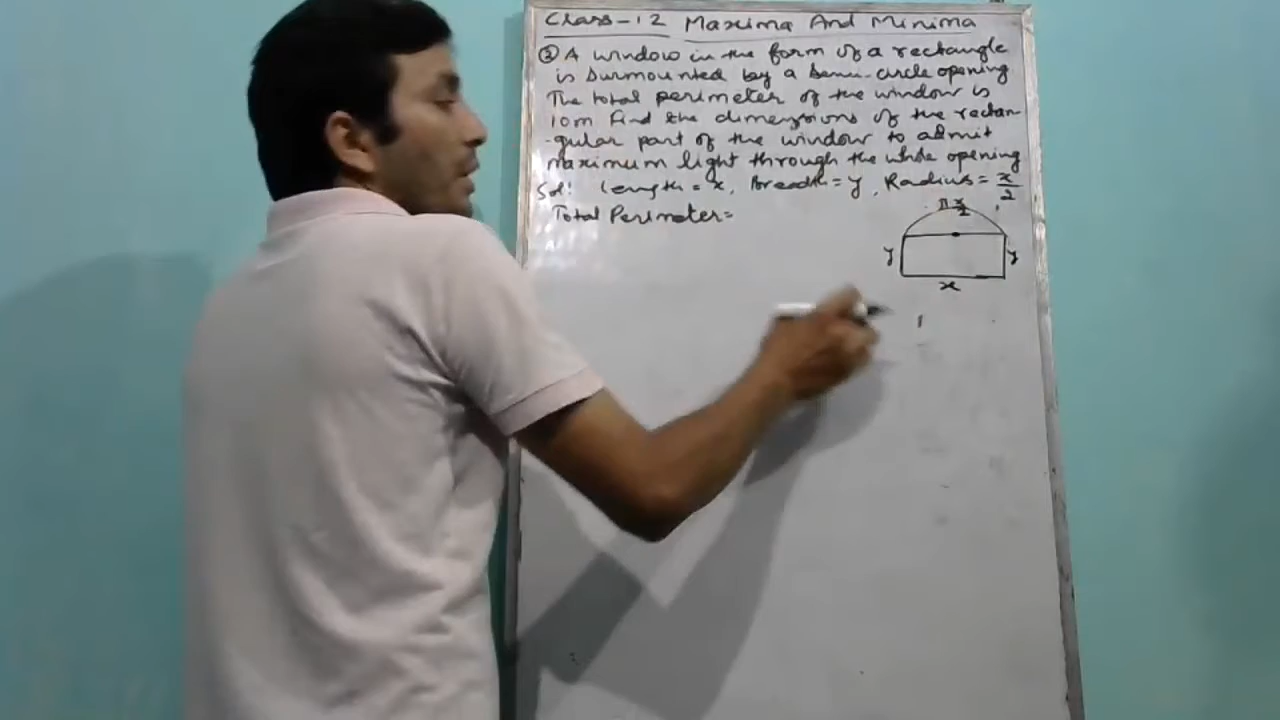 Class-12 Maxima And Minima
② A window in the form of a rectangle
is surmounted by a semi-circle opening
The total perimeter of the window is
10m Find the dimensions of the rectan-
-gular part of the window to admit
maximum light through the whole opening
Sol: Length = x, Breadth = y, Radius = x/2
Total Perimeter =
πx/2
y y
x